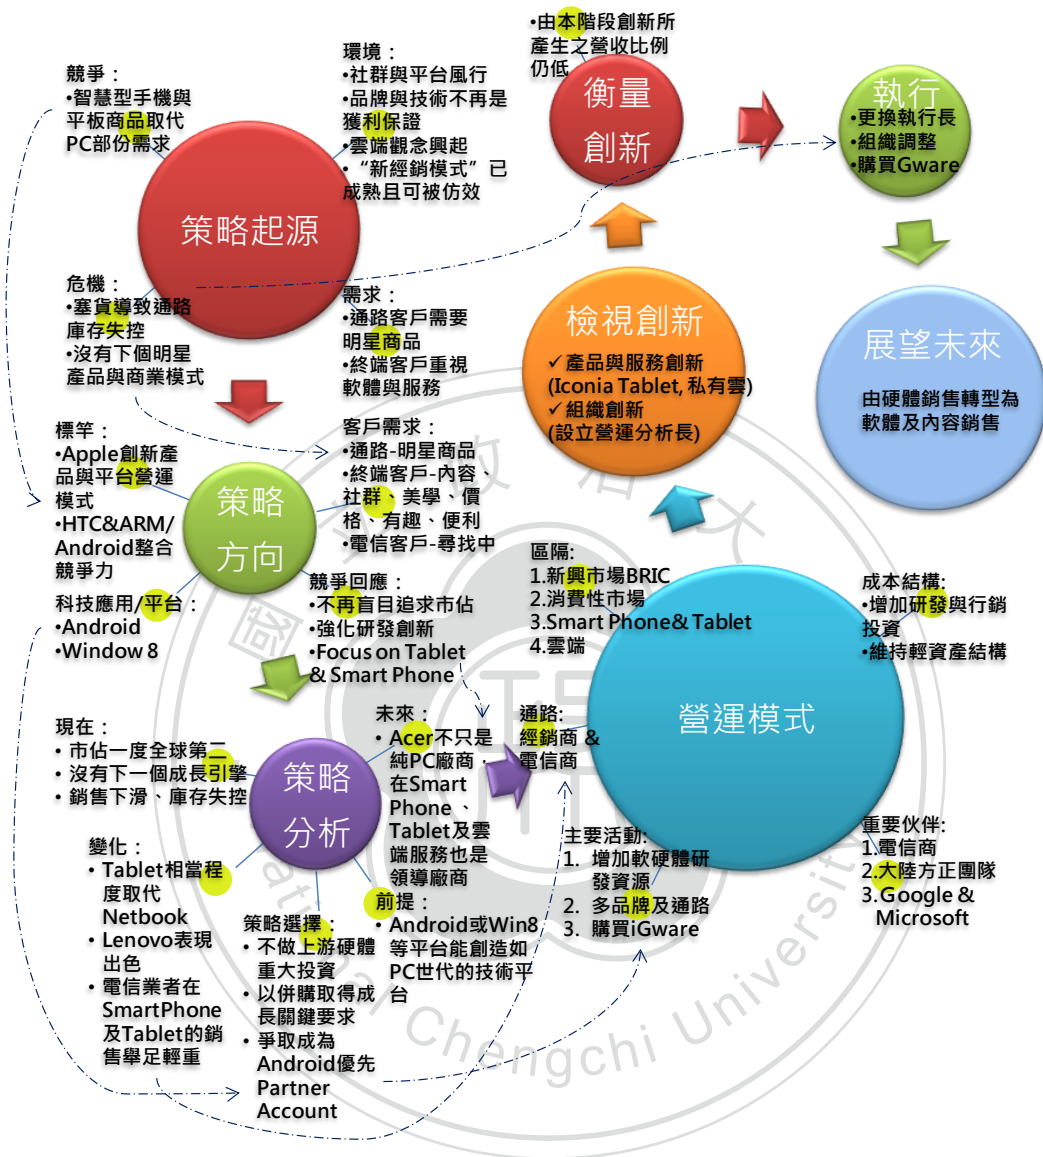 競爭：
•智慧型手機與
平板商品取代
PC部份需求
環境：
•社群與平台風行
•品牌與技術不再是
獲利保證
•雲端觀念興起
•“新經銷模式”已
成熟且可被仿效
策略起源
危機：
•塞貨導致通路
庫存失控
•沒有下個明星
產品與商業模式
需求：
•通路客戶需要
明星商品
•終端客戶重視
軟體與服務
標竿：
•Apple創新產
品與平台營運
模式
•HTC&ARM/
Android整合
競爭力
客戶需求：
•通路-明星商品
•終端客戶-內容、
社群、美學、價
格、有趣、便利
•電信客戶-尋找中
策略
方向
科技應用/平台：
•Android
•Window 8
競爭回應：
•不再盲目追求市佔
•強化研發創新
•Focus on Tablet
& Smart Phone
現在：
• 市佔一度全球第二
• 沒有下一個成長引擎
• 銷售下滑、庫存失控
未來：
• Acer不只是
純PC廠商，
在Smart
Phone、
Tablet及雲
端服務也是
領導廠商
策略
分析
變化：
• Tablet相當程
度取代
Netbook
• Lenovo表現
出色
• 電信業者在
SmartPhone
及Tablet的銷
售舉足輕重
策略選擇：
• 不做上游硬體
重大投資
• 以併購取得成
長關鍵要求
• 爭取成為
Android優先
Partner
Account
前提：
• Android或Win8
等平台能創造如
PC世代的技術平
台
區隔:
1.新興市場BRIC
2.消費性市場
3.Smart Phone& Tablet
4.雲端
成本結構:
•增加研發與行銷
投資
•維持輕資產結構
營運模式
通路:
經銷商 &
電信商
主要活動:
1. 增加軟硬體研
發資源
2. 多品牌及通路
3. 購買iGware
重要伙伴:
1.電信商
2.大陸方正團隊
3.Google &
Microsoft
檢視創新
✓產品與服務創新
(Iconia Tablet, 私有雲)
✓組織創新
(設立營運分析長)
•由本階段創新所
產生之營收比例
仍低
衡量
創新
執行
•更換執行長
•組織調整
•購買Gware
展望未來
由硬體銷售轉型為
軟體及內容銷售
國 立 政 治 大
National Chengchi University